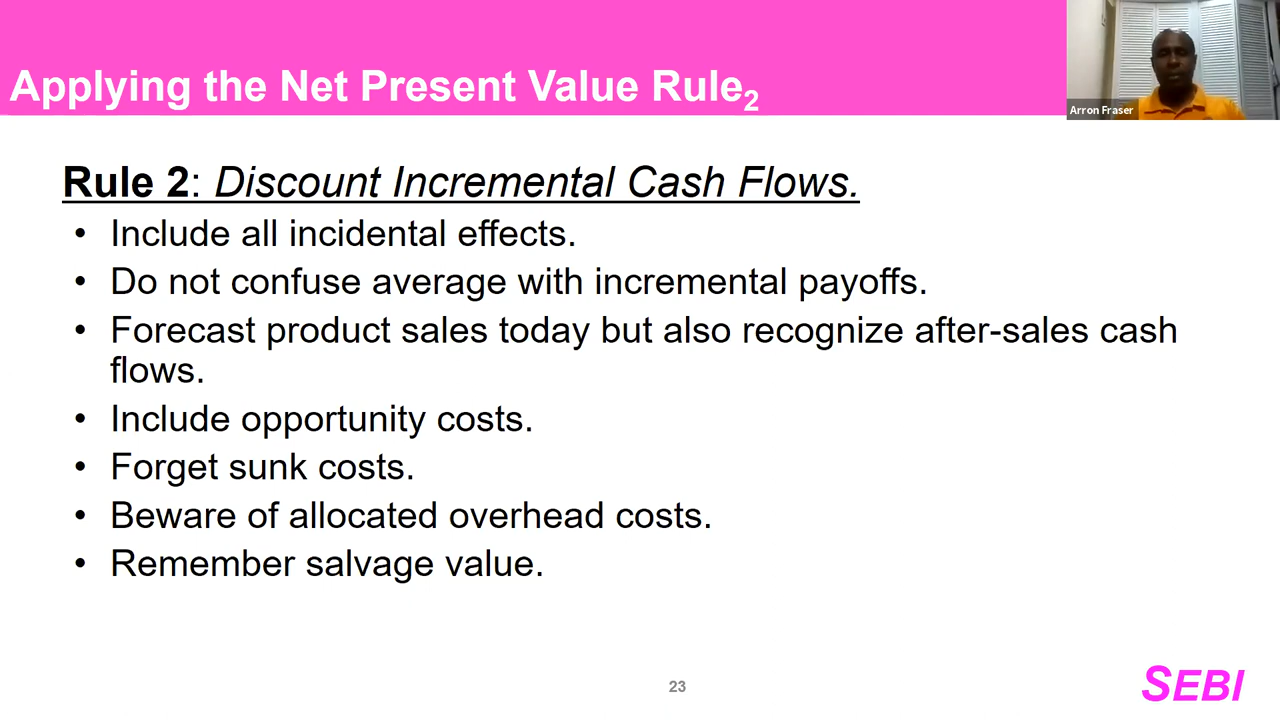 Applying the Net Present Value Rule2
Arron Fraser
Rule 2: Discount Incremental Cash Flows.
• Include all incidental effects.
• Do not confuse average with incremental payoffs.
• Forecast product sales today but also recognize after-sales cash
flows.
• Include opportunity costs.
• Forget sunk costs.
• Beware of allocated overhead costs.
• Remember salvage value.
23
SEBI